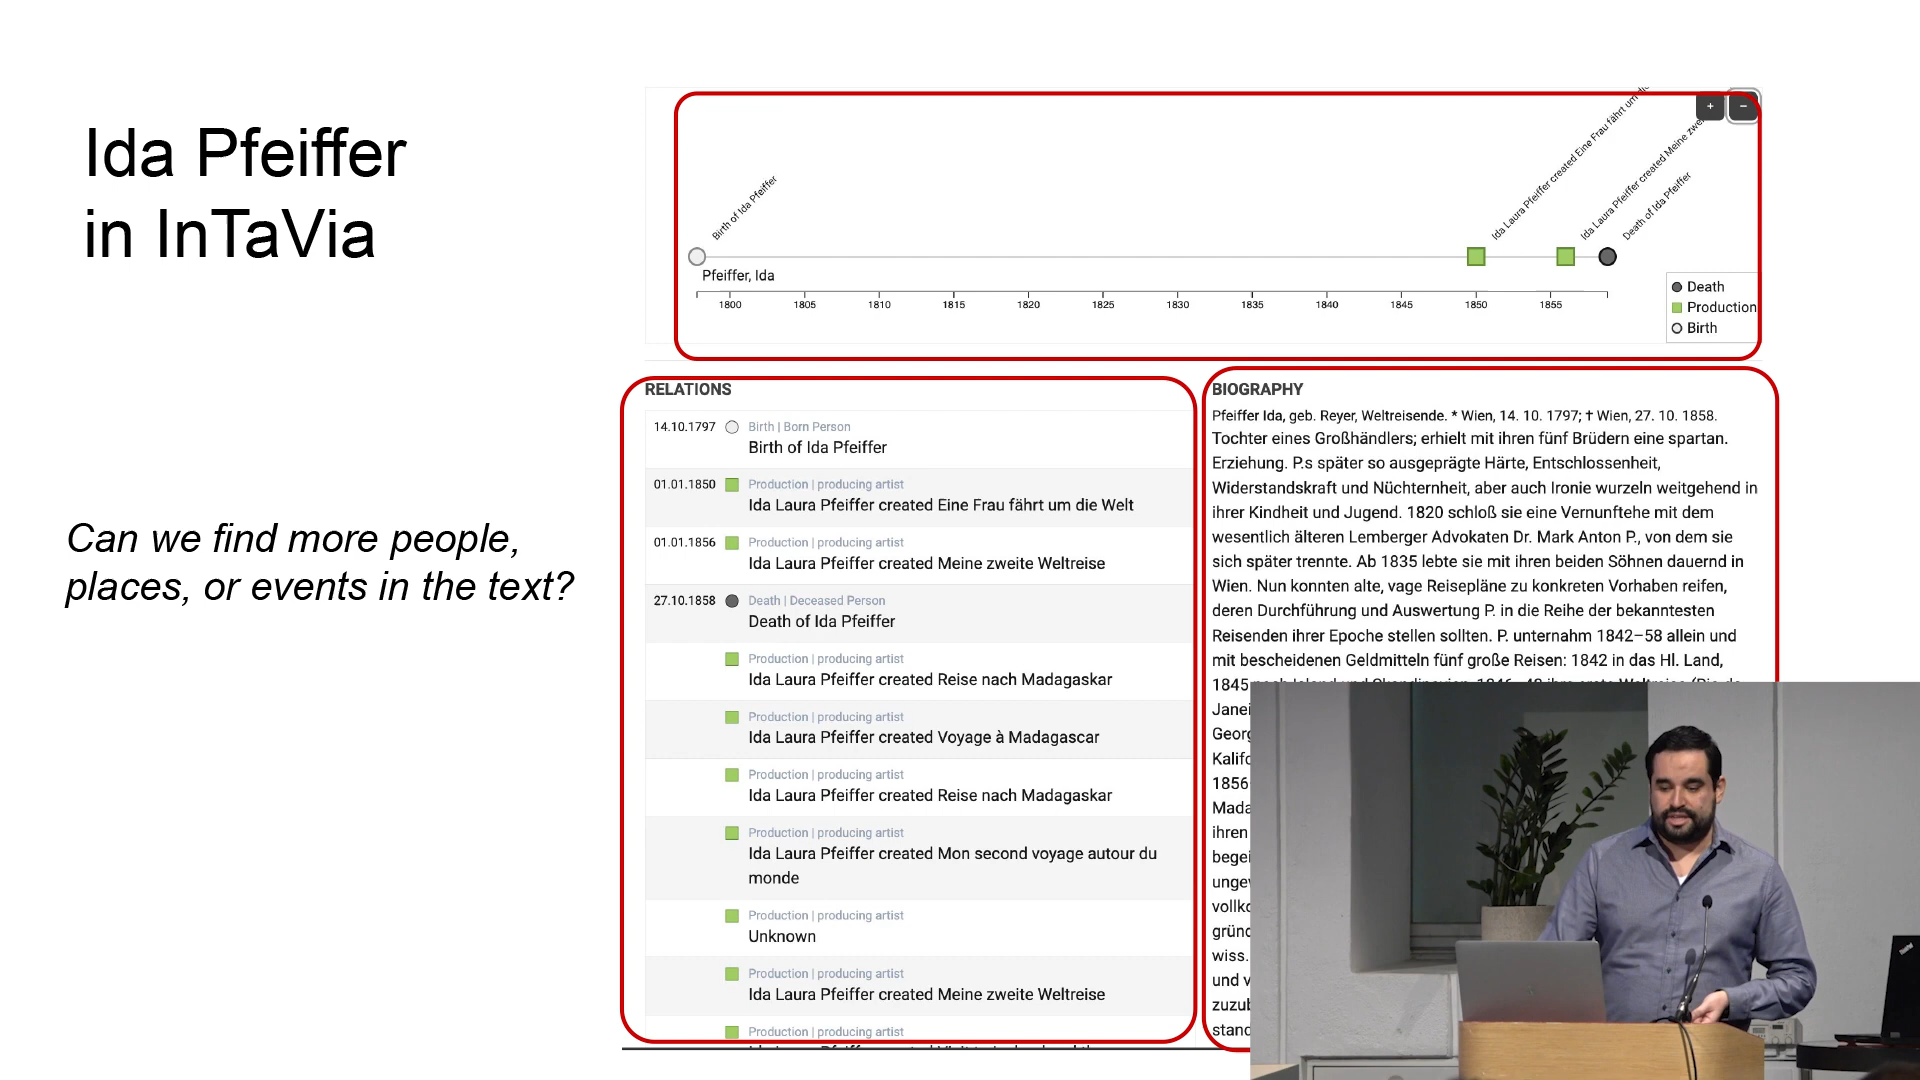 Ida Pfeiffer
in InTaVia
Can we find more people,
places, or events in the text?
+
−
Birth of Ida Pfeiffer
Ida Laura Pfeiffer created Eine Frau fährt um die
Ida Laura Pfeiffer created Meine
Death of Ida Pfeiffer
Pfeiffer, Ida
1800 1805 1810 1815 1820 1825 1830 1835 1840 1845 1850 1855
Death
Production
Birth
RELATIONS
14.10.1797 Birth | Born Person
Birth of Ida Pfeiffer
01.01.1850 Production | producing artist
Ida Laura Pfeiffer created Eine Frau fährt um die Welt
01.01.1856 Production | producing artist
Ida Laura Pfeiffer created Meine zweite Weltreise
27.10.1858 Death | Deceased Person
Death of Ida Pfeiffer
Production | producing artist
Ida Laura Pfeiffer created Reise nach Madagaskar
Production | producing artist
Ida Laura Pfeiffer created Voyage à Madagascar
Production | producing artist
Ida Laura Pfeiffer created Reise nach Madagaskar
Production | producing artist
Ida Laura Pfeiffer created Mon second voyage autour du
monde
Production | producing artist
Unknown
Production | producing artist
Ida Laura Pfeiffer created Meine zweite Weltreise
Production | producing artist
BIOGRAPHY
Pfeiffer Ida, geb. Reyer, Weltreisende. * Wien, 14. 10. 1797; † Wien, 27. 10. 1858.
Tochter eines Großhändlers; erhielt mit ihren fünf Brüdern eine spartan.
Erziehung. P.s später so ausgeprägte Härte, Entschlossenheit,
Widerstandskraft und Nüchternheit, aber auch Ironie wurzeln weitgehend in
ihrer Kindheit und Jugend. 1820 schloß sie eine Vernunftehe mit dem
wesentlich älteren Lemberger Advokaten Dr. Mark Anton P., von dem sie
sich später trennte. Ab 1835 lebte sie mit ihren beiden Söhnen dauernd in
Wien. Nun konnten alte, vage Reisepläne zu konkreten Vorhaben reifen,
deren Durchführung und Auswertung P. in die Reihe der bekanntesten
Reisenden ihrer Epoche stellen sollten. P. unternahm 1842–58 allein und
mit bescheidenen Geldmitteln fünf große Reisen: 1842 in das Hl. Land,
1845
1856
ihren
wiss.
und